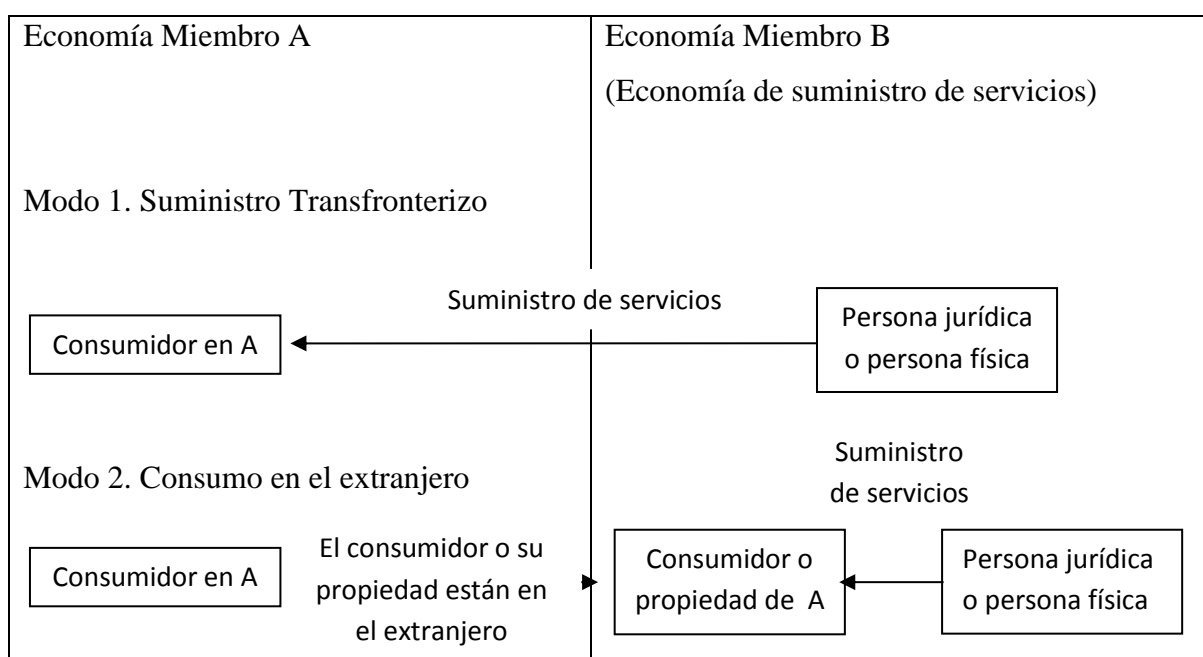 Economía Miembro A
Economía Miembro B
(Economía de suministro de servicios)
Modo 1. Suministro Transfronterizo
Suministro de servicios
Consumidor en A
Persona jurídica
o persona física
Modo 2. Consumo en el extranjero
Suministro
de servicios
Consumidor en A
El consumidor o su
propiedad están en
el extranjero
Consumidor o
propiedad de A
Persona jurídica
o persona física